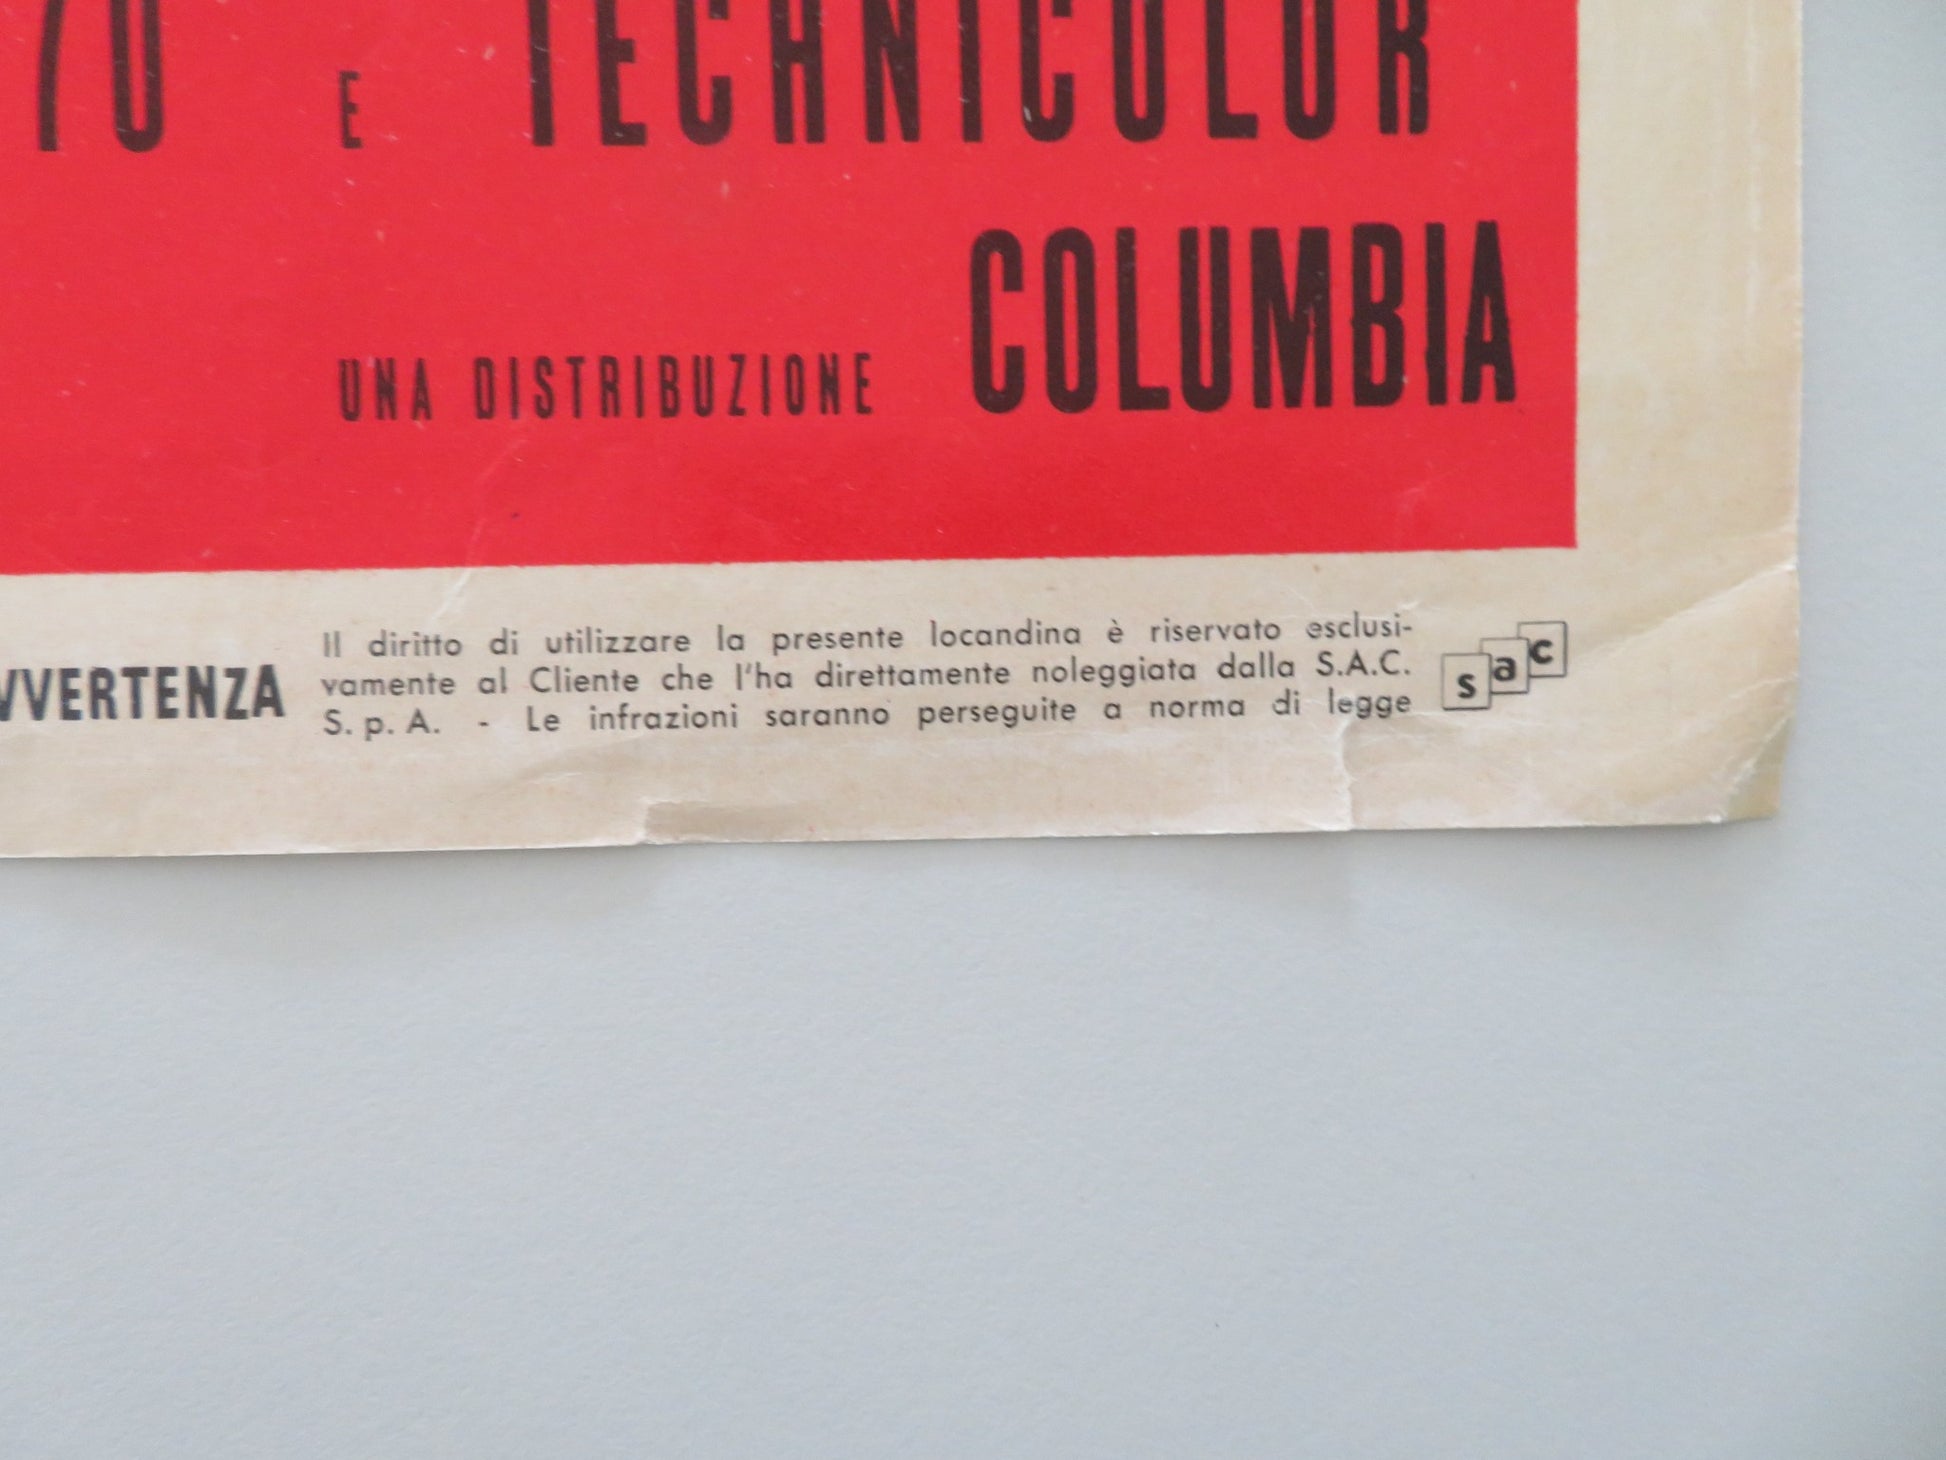 70 E TECHNICOLOR
UNA DISTRIBUZIONE COLUMBIA
VVERTENZA
Il diritto di utilizzare la presente locandina è riservato esclusi-
vamente al Cliente che l'ha direttamente noleggiata dalla S.A.C.
S. p. A. - Le infrazioni saranno perseguite a norma di legge
sac